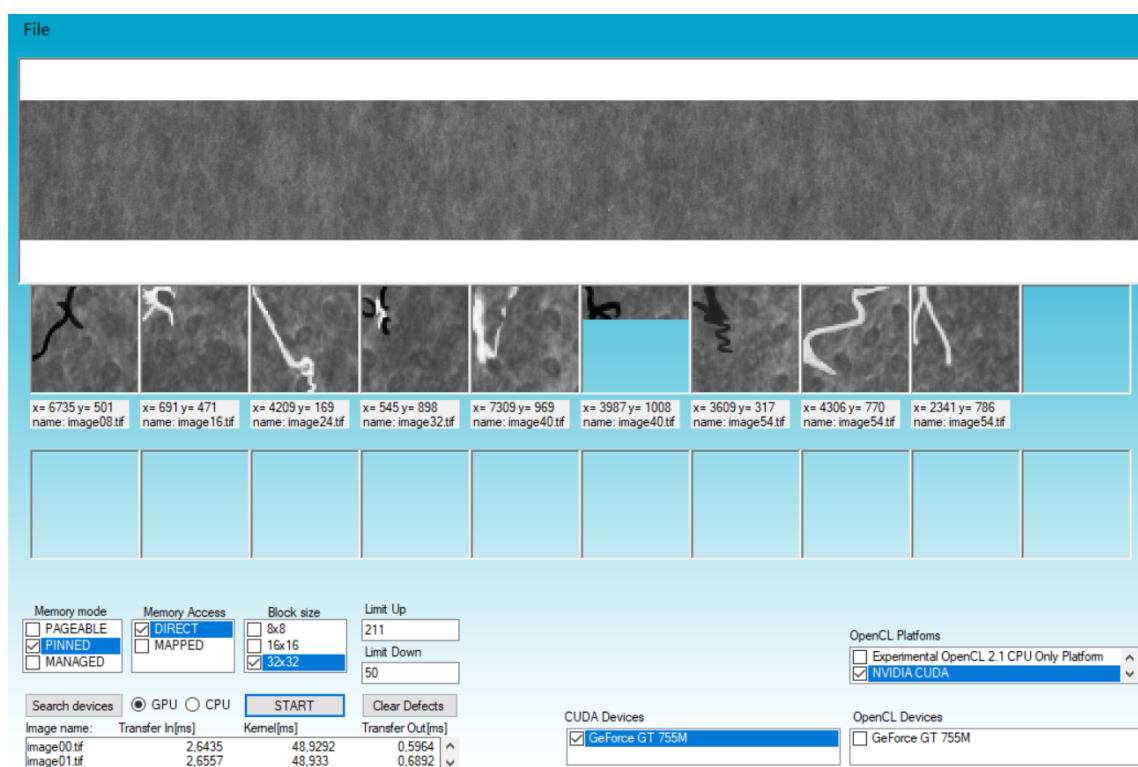 File
x= 6735 y= 501
name: image08.tif
x= 691 y= 471
name: image16.tif
x= 4209 y= 169
name: image24.tif
x= 545 y= 898
name: image32.tif
x= 7309 y= 969
name: image40.tif
x= 3987 y= 1008
name: image40.tif
x= 3609 y= 317
name: image54.tif
x= 4306 y= 770
name: image54.tif
x= 2341 y= 786
name: image54.tif
Memory mode
PAGEABLE
PINNED
MANAGED
Memory Access
DIRECT
MAPPED
Block size
8x8
16x16
32x32
Limit Up
211
Limit Down
50
OpenCL Platfoms
Experimental OpenCL 2.1 CPU Only Platform
NVIDIA CUDA
Search devices GPU CPU START Clear Defects
Image name: Transfer In[ms] Kernel[ms] Transfer Out[ms]
image00.tif 2,6435 48,9292 0,5964
image01.tif 2,6557 48,933 0,6892
CUDA Devices
GeForce GT 755M
OpenCL Devices
GeForce GT 755M